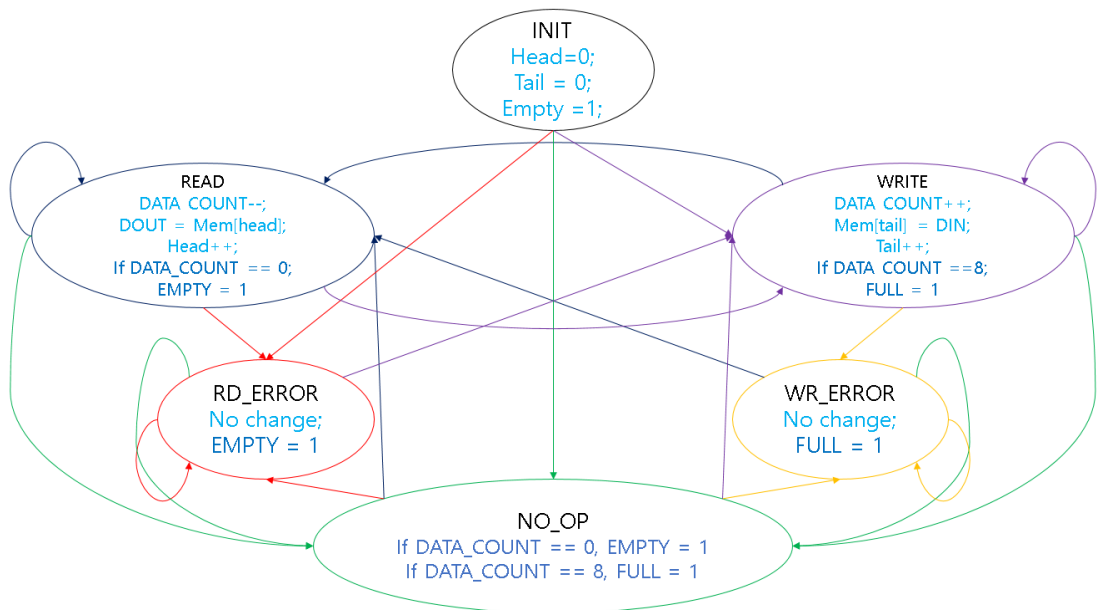 INIT
Head=0;
Tail = 0;
Empty =1;
READ
DATA COUNT--;
DOUT = Mem[head];
Head++;
If DATA_COUNT == 0;
EMPTY = 1
WRITE
DATA COUNT++;
Mem[tail] = DIN;
Tail++;
If DATA COUNT ==8;
FULL = 1
RD_ERROR
No change;
EMPTY = 1
WR_ERROR
No change;
FULL = 1
NO_OP
If DATA_COUNT == 0, EMPTY = 1
If DATA_COUNT == 8, FULL = 1